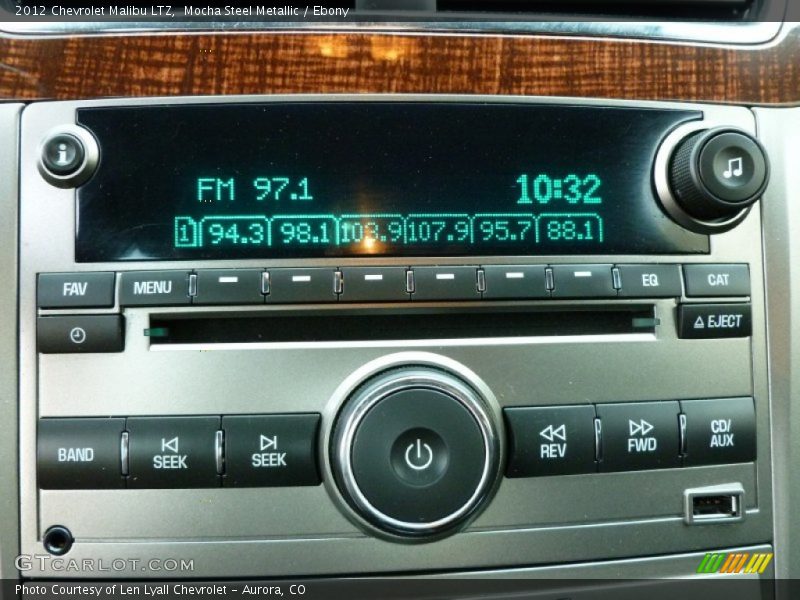 2012 Chevrolet Malibu LTZ, Mocha Steel Metallic / Ebony
i
FM 97.1 10:32
1 94.3 98.1 103.9 107.9 95.7 88.1
FAV MENU EQ CAT
EJECT
BAND SEEK SEEK REV FWD CD/
AUX
GTCARLOT.COM
Photo Courtesy of Len Lyall Chevrolet - Aurora, CO